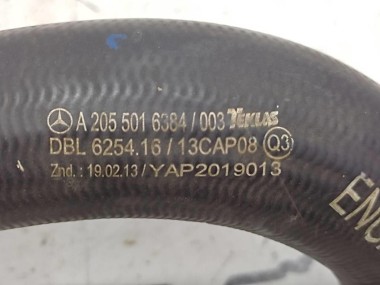 A 205 501 6384 / 003 TEKLAS
DBL 6254.16 / 13CAP08 Q3
Znd. : 19.02.13 / YAP2019013